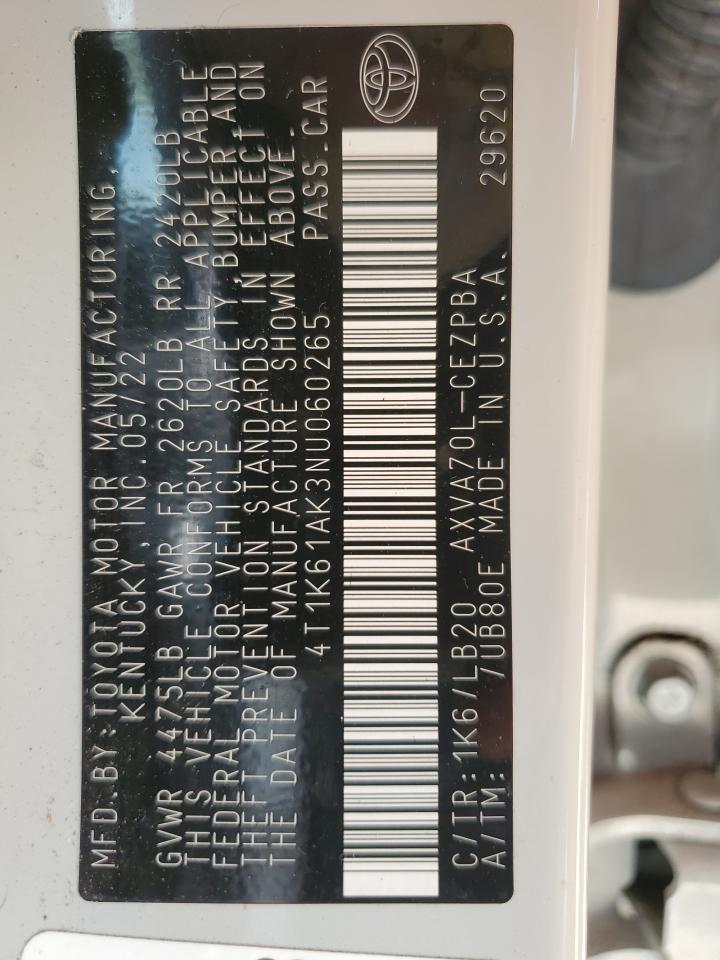 MFD.BY:TOYOTA MOTOR MANUFACTURING,
KENTUCKY,INC.05/22
GVWR 4475LB GAWR FR 2620LB RR 2420LB
THIS VEHICLE CONFORMS TO ALL APPLICABLE
FEDERAL MOTOR VEHICLE SAFETY,BUMPER,AND
THEFT PREVENTION STANDARDS IN EFFECT ON
THE DATE OF MANUFACTURE SHOWN ABOVE.
4T1K61AK3NU060265 PASS.CAR
C/TR:1K6/LB20 AXVA70L-CEZPBA
A/TM: /UB80E MADE IN U.S.A. 29620